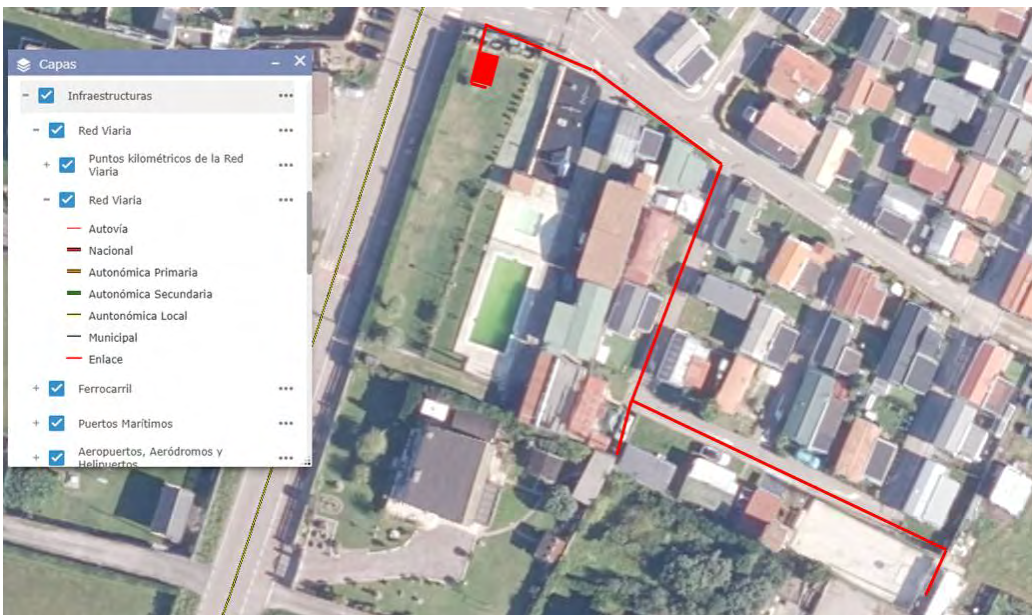 Capas
Infraestructuras
Red Viaria
Puntos kilométricos de la Red
Viaria
Red Viaria
Autovía
Nacional
Autonómica Primaria
Autonómica Secundaria
Auntonómica Local
Municipal
Enlace
Ferrocarril
Puertos Marítimos
Aeropuertos, Aeródromos y
Helipuertos